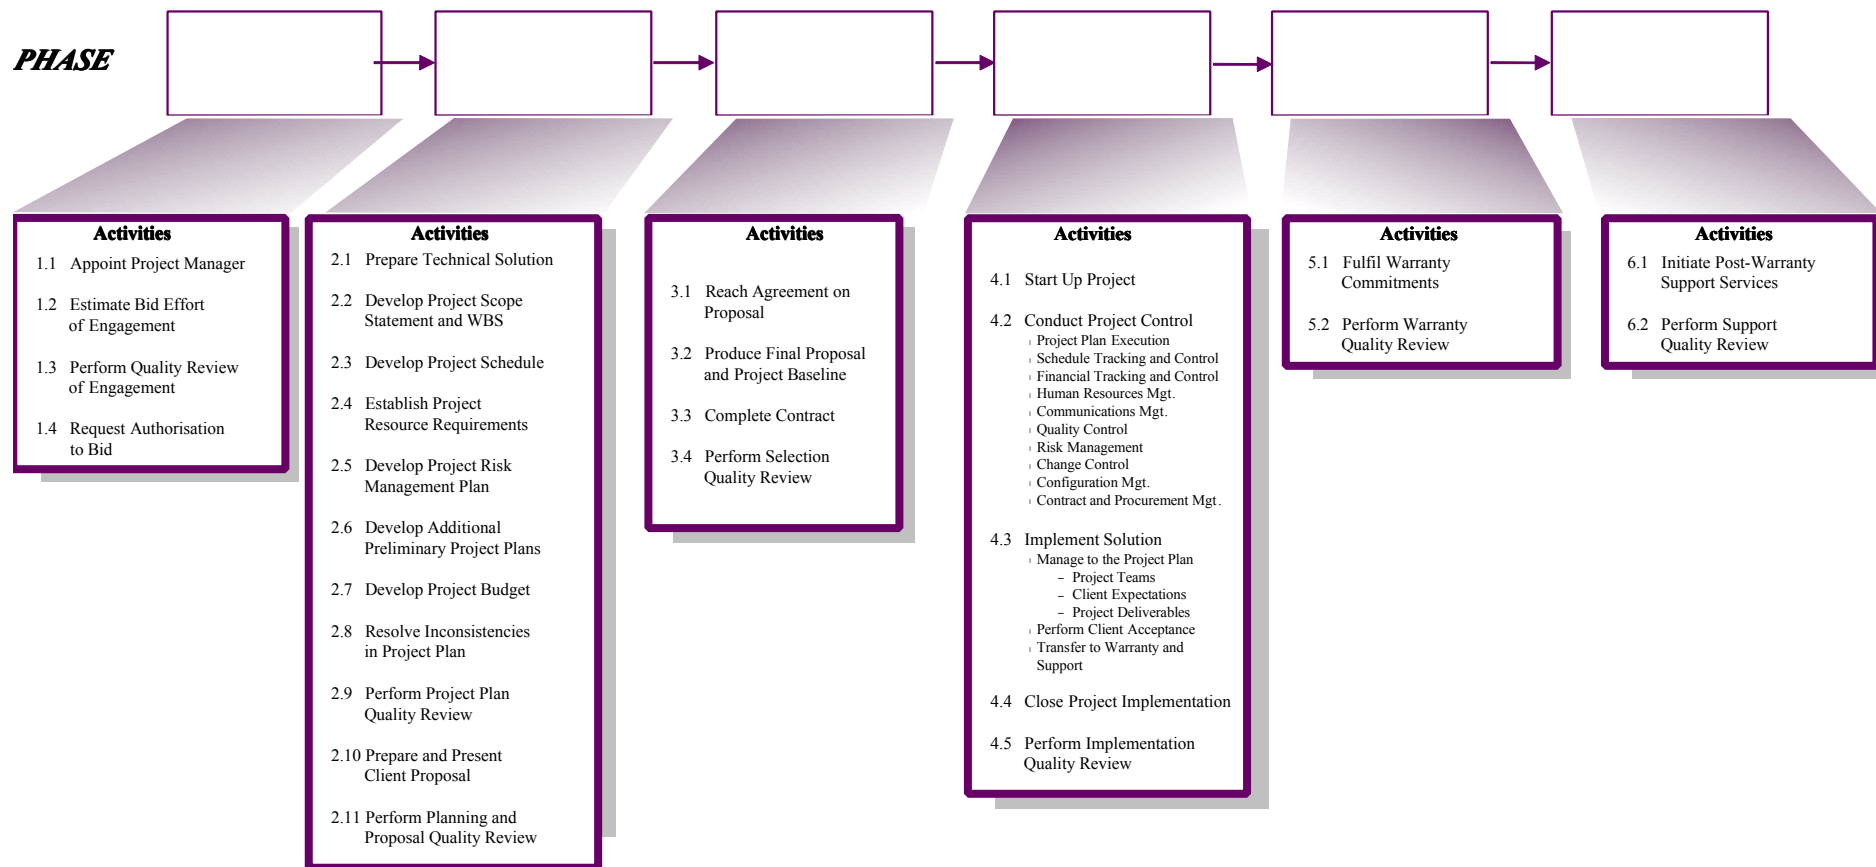 PHASE
Activities
1.1 Appoint Project Manager
1.2 Estimate Bid Effort
of Engagement
1.3 Perform Quality Review
of Engagement
1.4 Request Authorisation
to Bid
Activities
2.1 Prepare Technical Solution
2.2 Develop Project Scope
Statement and WBS
2.3 Develop Project Schedule
2.4 Establish Project
Resource Requirements
2.5 Develop Project Risk
Management Plan
2.6 Develop Additional
Preliminary Project Plans
2.7 Develop Project Budget
2.8 Resolve Inconsistencies
in Project Plan
2.9 Perform Project Plan
Quality Review
2.10 Prepare and Present
Client Proposal
2.11 Perform Planning and
Proposal Quality Review
Activities
3.1 Reach Agreement on
Proposal
3.2 Produce Final Proposal
and Project Baseline
3.3 Complete Contract
3.4 Perform Selection
Quality Review
Activities
4.1 Start Up Project
4.2 Conduct Project Control
Project Plan Execution
Schedule Tracking and Control
Financial Tracking and Control
Human Resources Mgt.
Communications Mgt.
Quality Control
Risk Management
Change Control
Configuration Mgt.
Contract and Procurement Mgt.
4.3 Implement Solution
Manage to the Project Plan
– Project Teams
– Client Expectations
– Project Deliverables
Perform Client Acceptance
Transfer to Warranty and
Support
4.4 Close Project Implementation
4.5 Perform Implementation
Quality Review
Activities
5.1 Fulfil Warranty
Commitments
5.2 Perform Warranty
Quality Review
Activities
6.1 Initiate Post-Warranty
Support Services
6.2 Perform Support
Quality Review